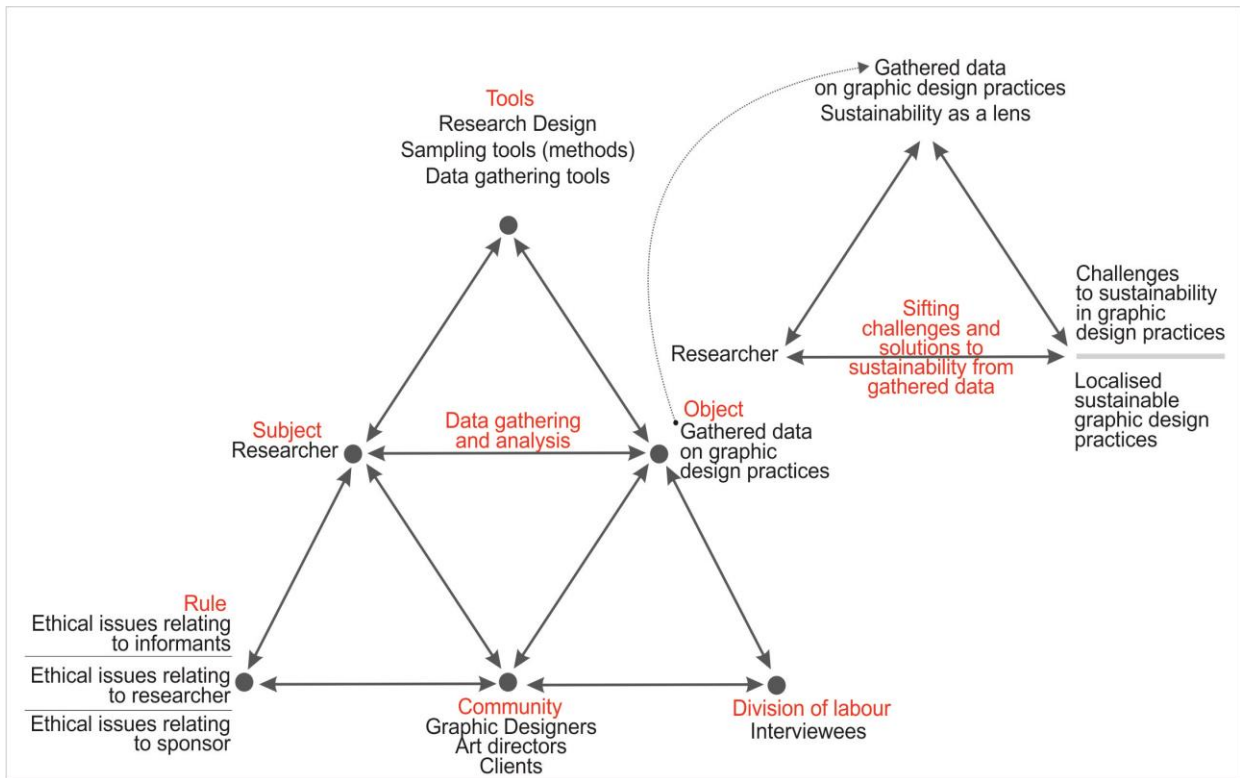 Tools
Research Design
Sampling tools (methods)
Data gathering tools
Gathered data
on graphic design practices
Sustainability as a lens
Researcher
Sifting
challenges and
solutions to
sustainability from
gathered data
Challenges
to sustainability
in graphic
design practices
Localised
sustainable
graphic design
practices
Subject
Researcher
Data gathering
and analysis
Object
Gathered data
on graphic
design practices
Rule
Ethical issues relating
to informants
Ethical issues relating
to researcher
Ethical issues relating
to sponsor
Community
Graphic Designers
Art directors
Clients
Division of labour
Interviewees